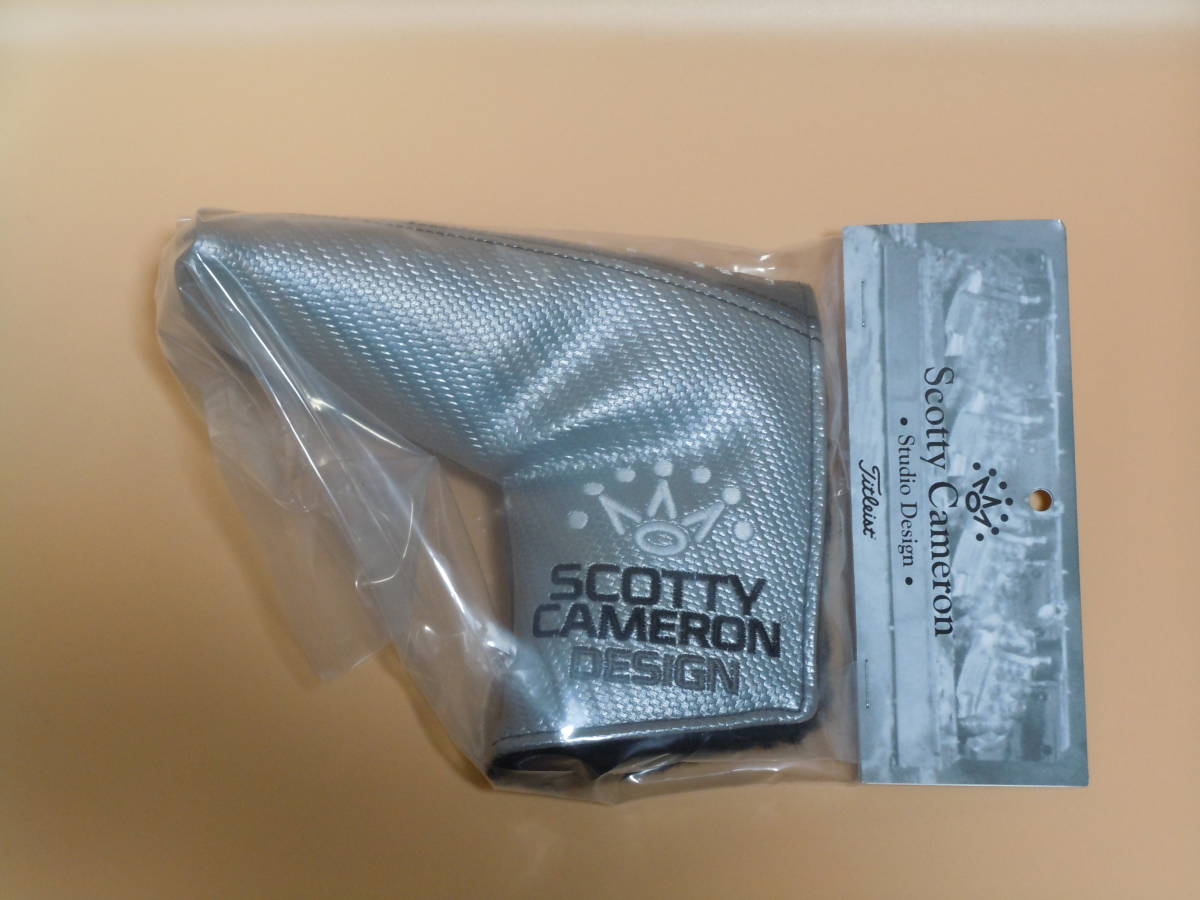 SCOTTY
CAMERON
DESIGN
Scotty Cameron
• Studio Design •
Titleist